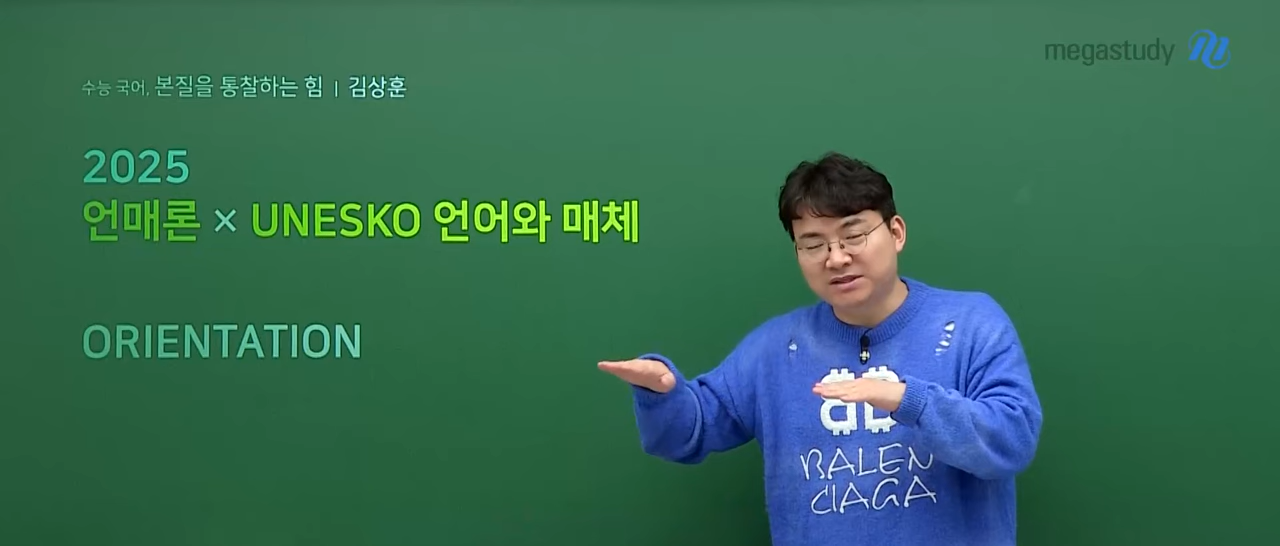 megastudy
수능 국어, 본질을 통찰하는 힘 | 김상훈
2025
언매론 × UNESKO 언어와 매체
ORIENTATION
BB
BALEN
CIAGA